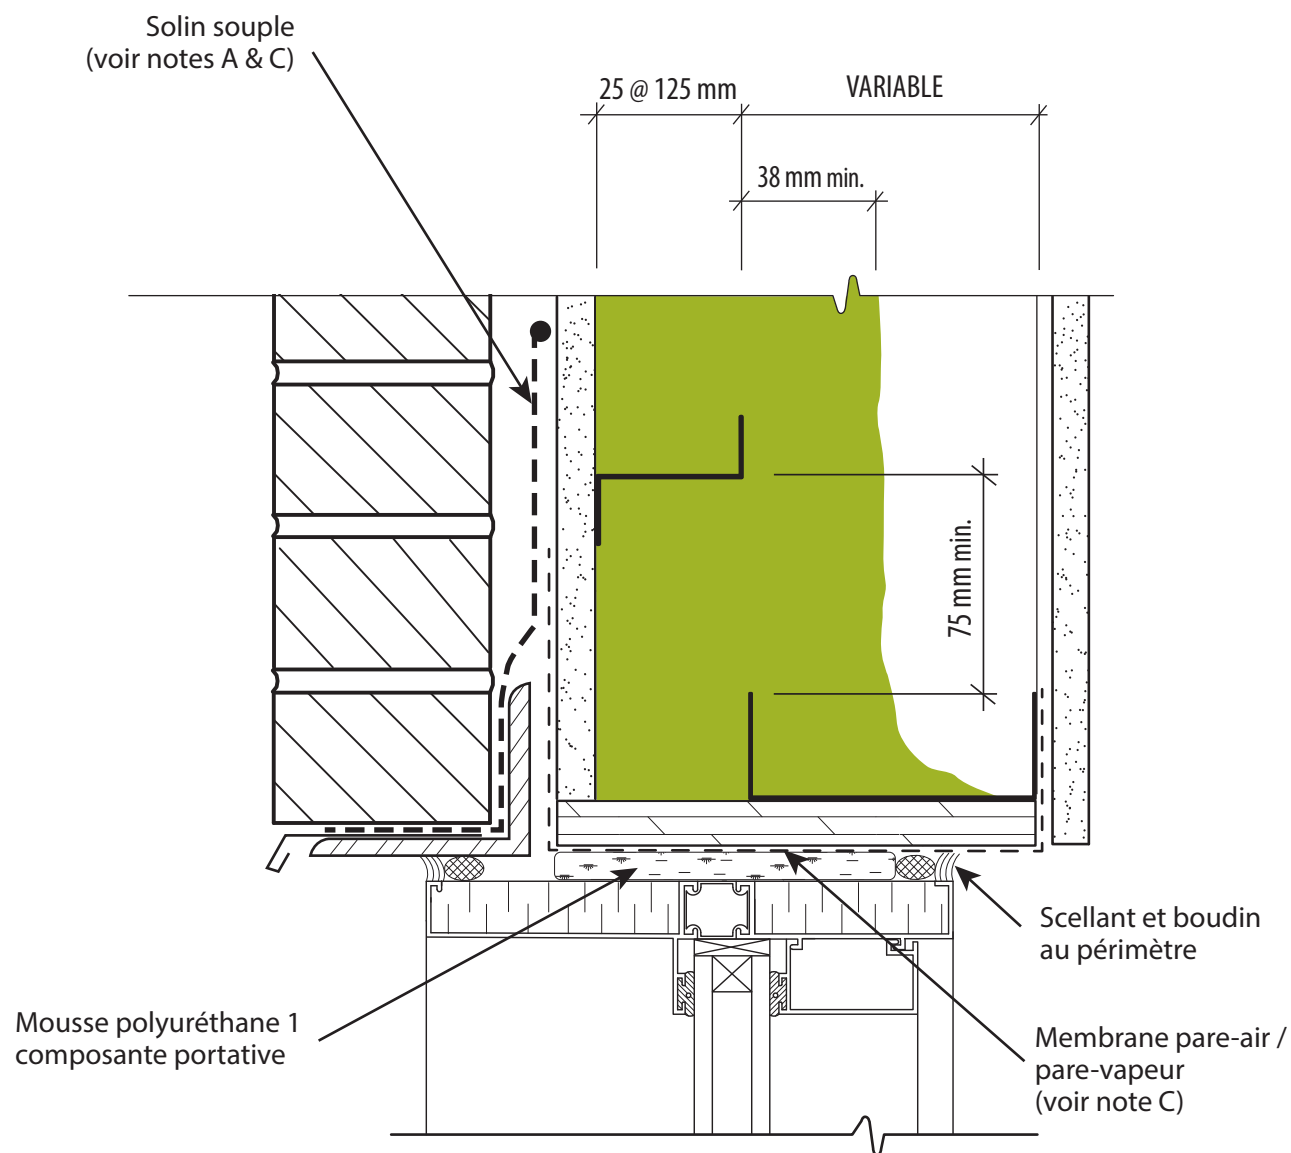 Solin souple
(voir notes A & C)
25 @ 125 mm
VARIABLE
38 mm min.
75 mm min.
Scellant et boudin
au périmètre
Mousse polyuréthane 1
composante portative
Membrane pare-air /
pare-vapeur
(voir note C)